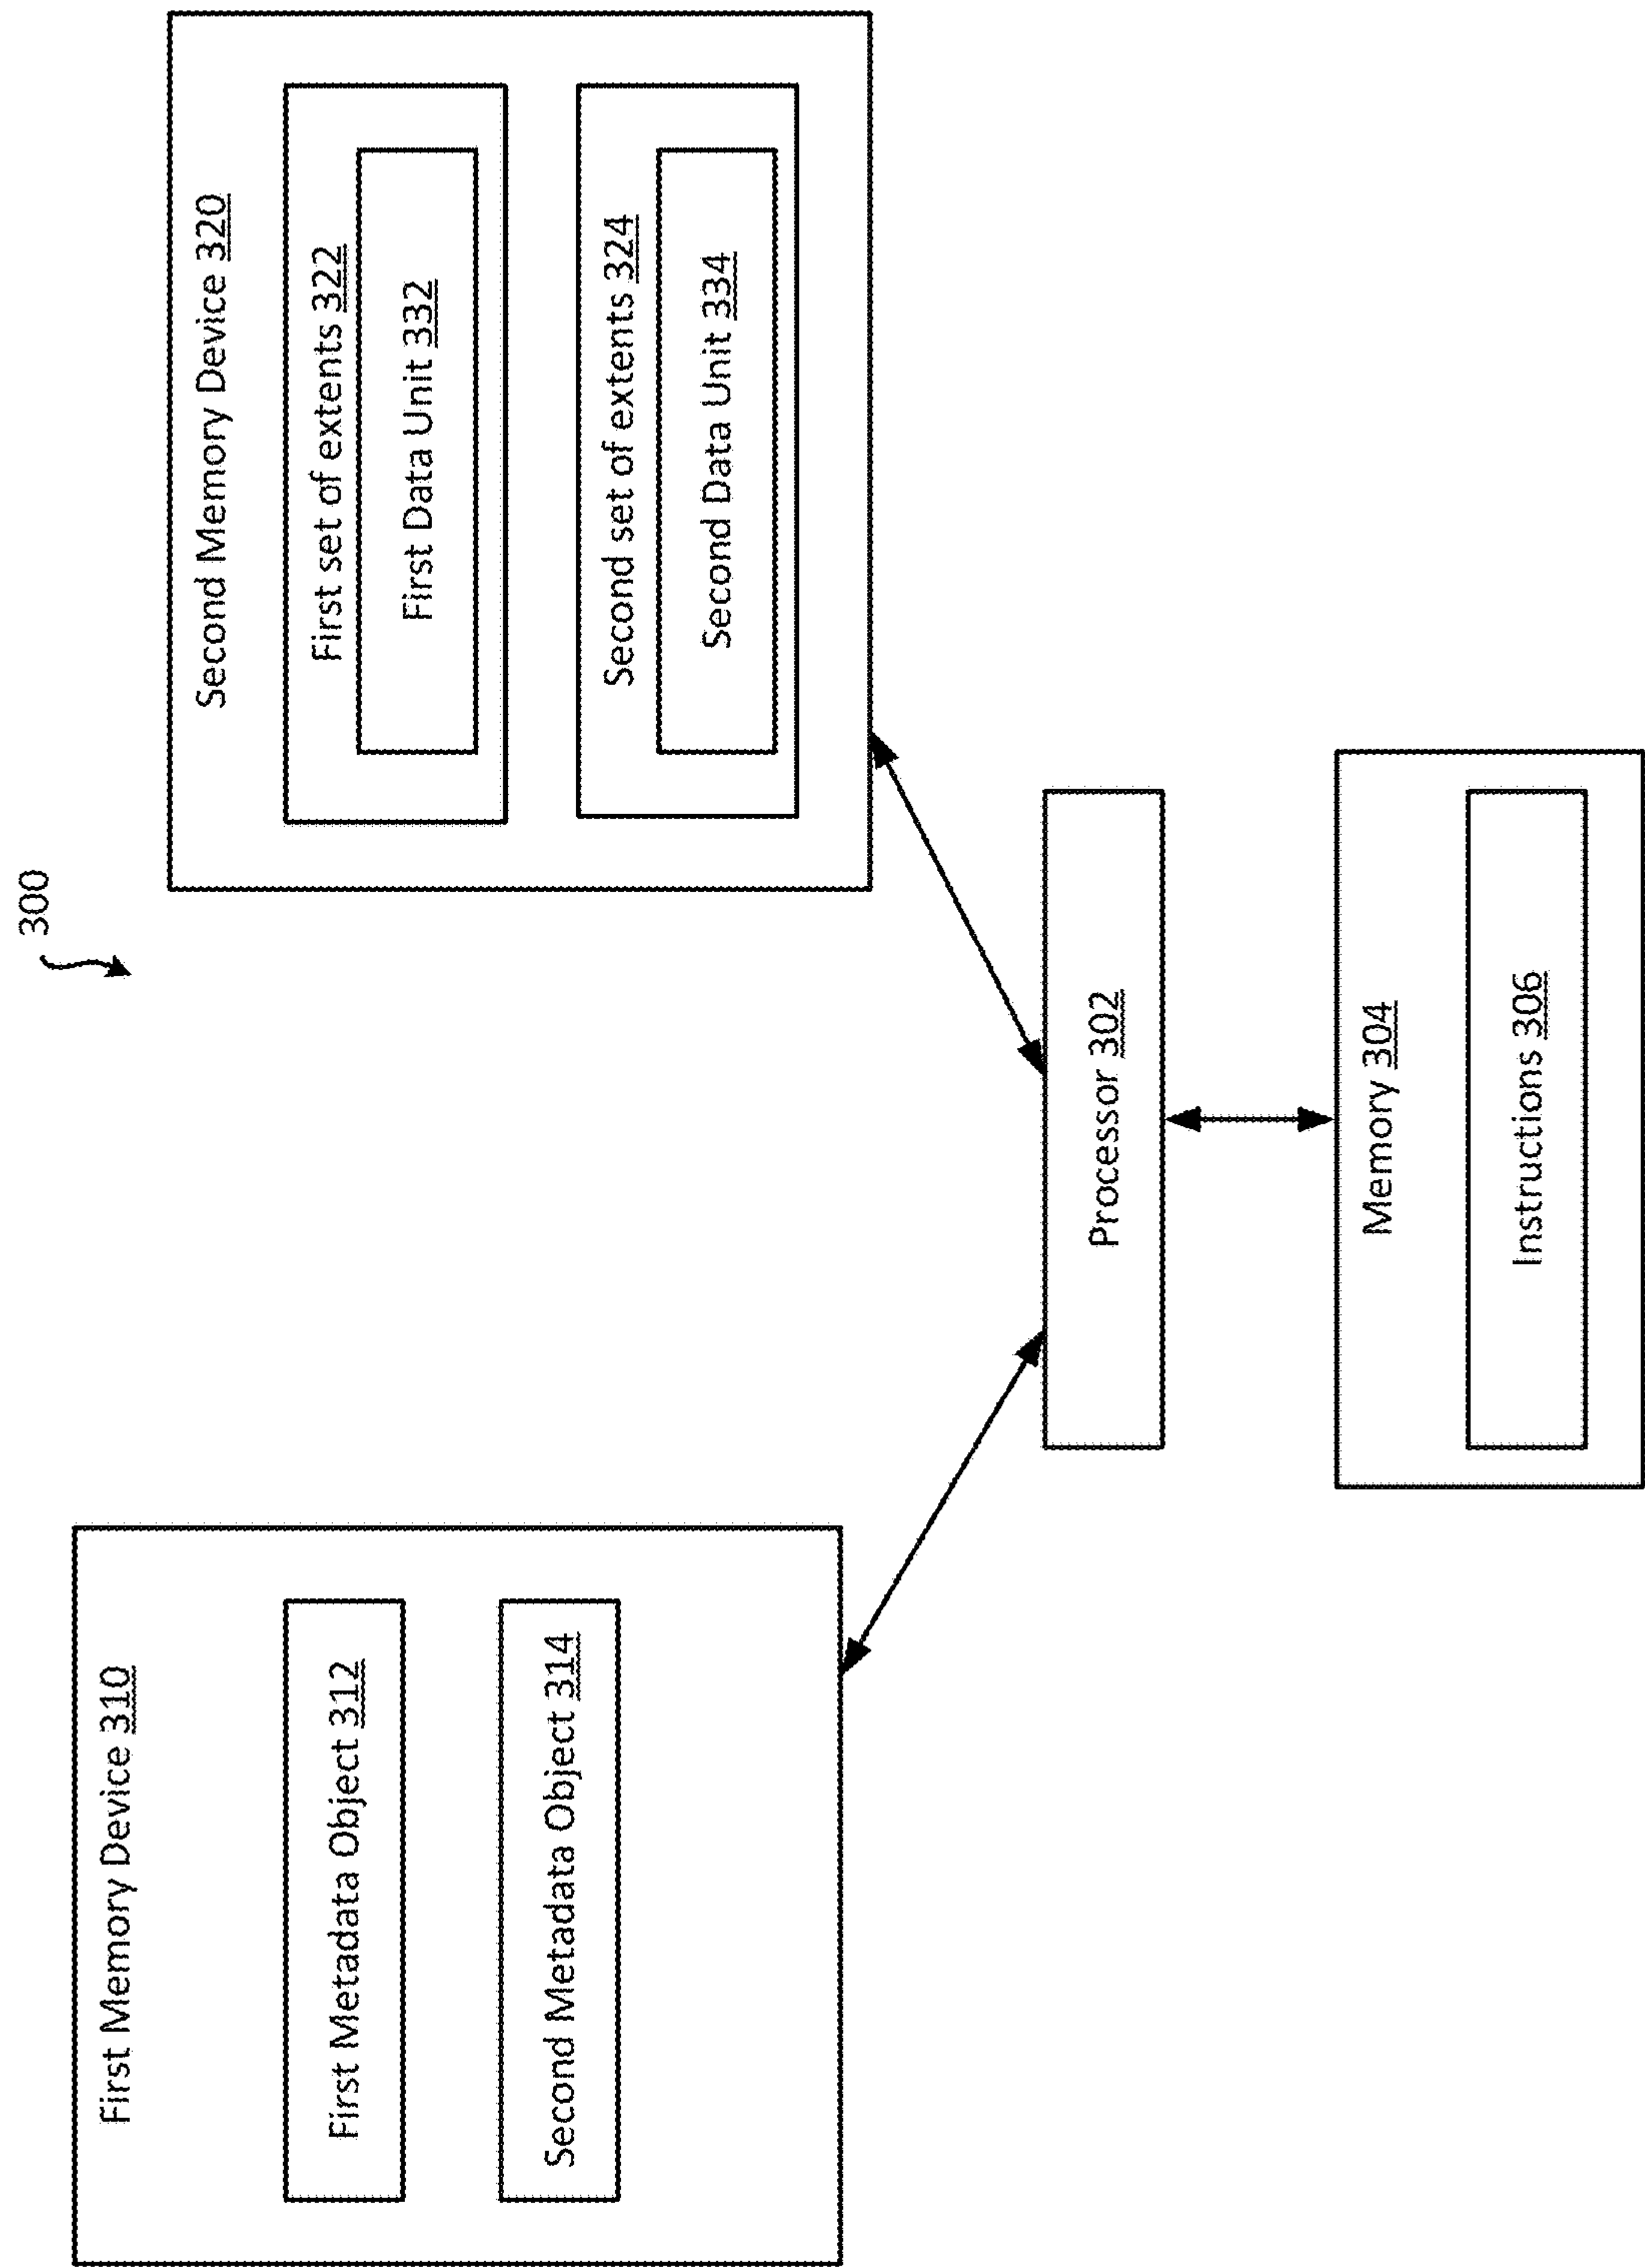 300
First Memory Device 310
First Metadata Object 312
Second Metadata Object 314
Second Memory Device 320
First set of extents 322
First Data Unit 332
Second set of extents 324
Second Data Unit 334
Processor 302
Memory 304
Instructions 306